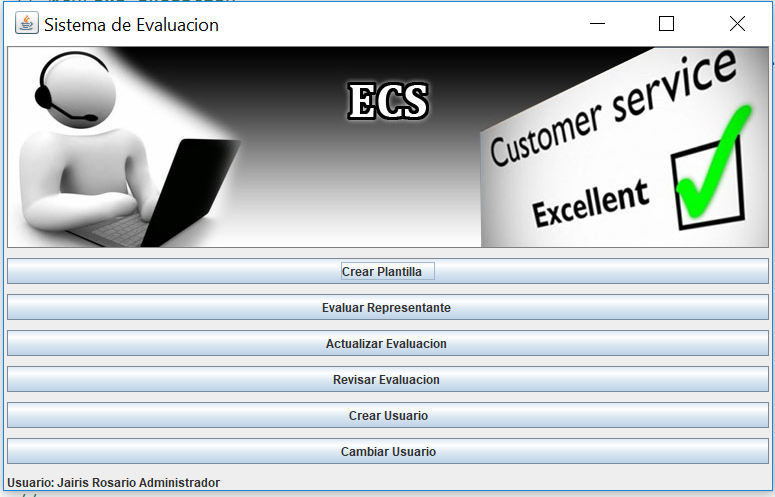 Sistema de Evaluacion
ECS
Customer service
Excellent
Crear Plantilla
Evaluar Representante
Actualizar Evaluacion
Revisar Evaluacion
Crear Usuario
Cambiar Usuario
Usuario: Jairis Rosario Administrador